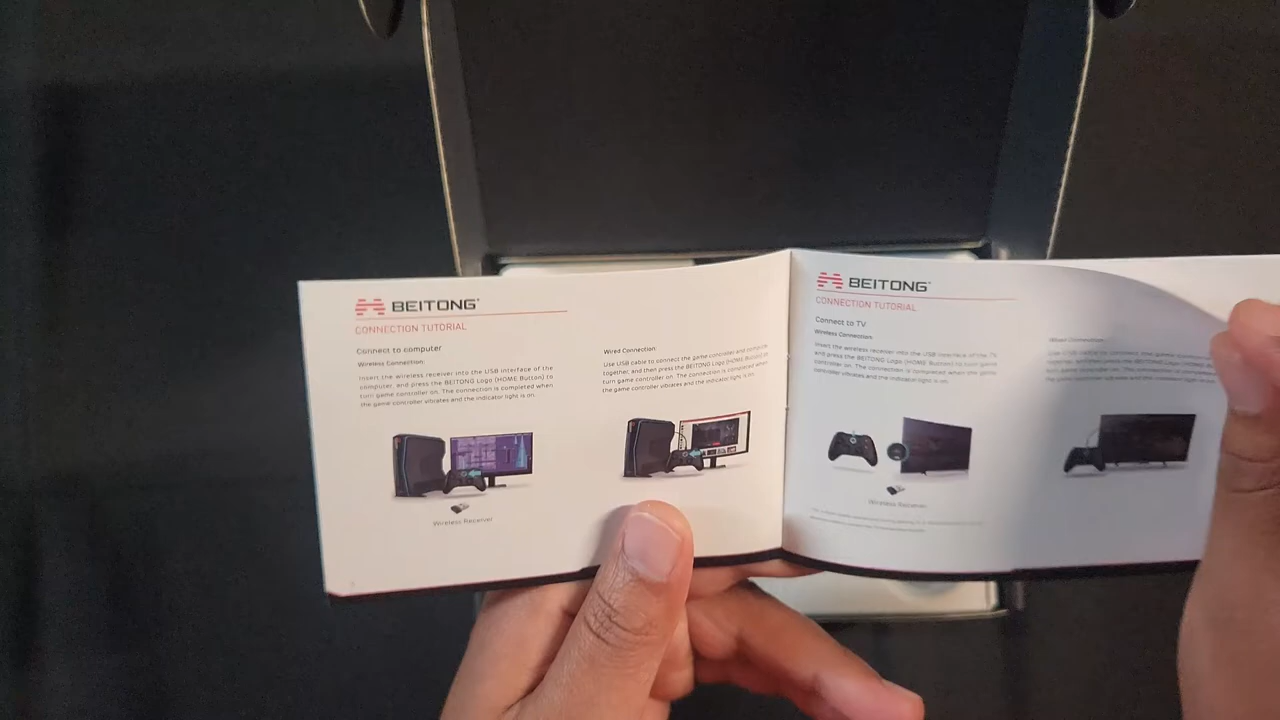 BEITONG
CONNECTION TUTORIAL
Connect to computer
Wireless Connection:
Insert the wireless receiver into the USB interface of the
computer, and press the BEITONG Logo (HOME Button) to
turn game controller on. The connection is completed when
the game controller vibrates and the indicator light is on.
Wireless Receiver
Wired Connection:
Use USB cable to connect the game controller and computer
together, and then press the BEITONG Logo (HOME Button) to
turn game controller on. The connection is completed when
the game controller vibrates and the indicator light is on.
BEITONG
CONNECTION TUTORIAL
Connect to TV
Wireless Connection:
Insert the wireless receiver into the USB interface of the TV
and press the BEITONG Logo (HOME Button) to turn game
controller on. The connection is completed when the game
controller vibrates and the indicator light is on.
Wireless Receiver
Wired Connection: